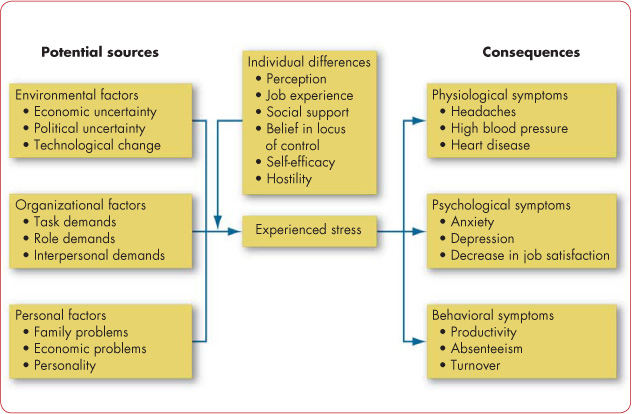 Potential sources
Environmental factors
• Economic uncertainty
• Political uncertainty
• Technological change
Organizational factors
• Task demands
• Role demands
• Interpersonal demands
Personal factors
• Family problems
• Economic problems
• Personality
Individual differences
• Perception
• Job experience
• Social support
• Belief in locus
of control
• Self-efficacy
• Hostility
Experienced stress
Consequences
Physiological symptoms
• Headaches
• High blood pressure
• Heart disease
Psychological symptoms
• Anxiety
• Depression
• Decrease in job satisfaction
Behavioral symptoms
• Productivity
• Absenteeism
• Turnover